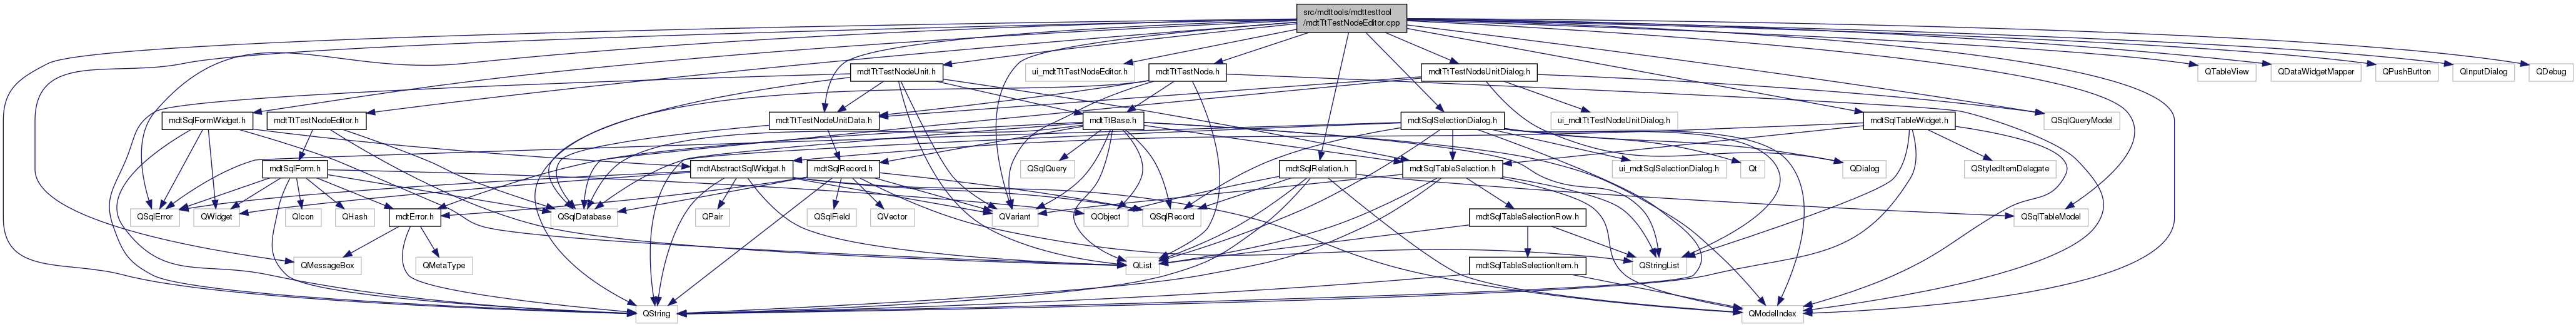 src/mdttools/mdttesttool
/mdtTtTestNodeEditor.cpp
mdtTtTestNodeUnit.h
ui_mdtTtTestNodeEditor.h
mdtTtTestNode.h
mdtTtTestNodeUnitDialog.h
QTableView
QDataWidgetMapper
QPushButton
QInputDialog
QDebug
mdtSqlFormWidget.h
mdtTtTestNodeEditor.h
mdtTtTestNodeUnitData.h
mdtTtBase.h
mdtSqlSelectionDialog.h
ui_mdtTtTestNodeUnitDialog.h
mdtSqlTableWidget.h
QSqlQueryModel
mdtSqlForm.h
mdtAbstractSqlWidget.h
mdtSqlRecord.h
QSqlQuery
mdtSqlRelation.h
mdtSqlTableSelection.h
ui_mdtSqlSelectionDialog.h
Qt
QDialog
QStyledItemDelegate
QSqlError
QWidget
QIcon
QHash
mdtError.h
QSqlDatabase
QPair
QSqlField
QVector
QVariant
QObject
QSqlRecord
mdtSqlTableSelectionRow.h
QSqlTableModel
QMessageBox
QMetaType
QList
mdtSqlTableSelectionItem.h
QStringList
QString
QModelIndex